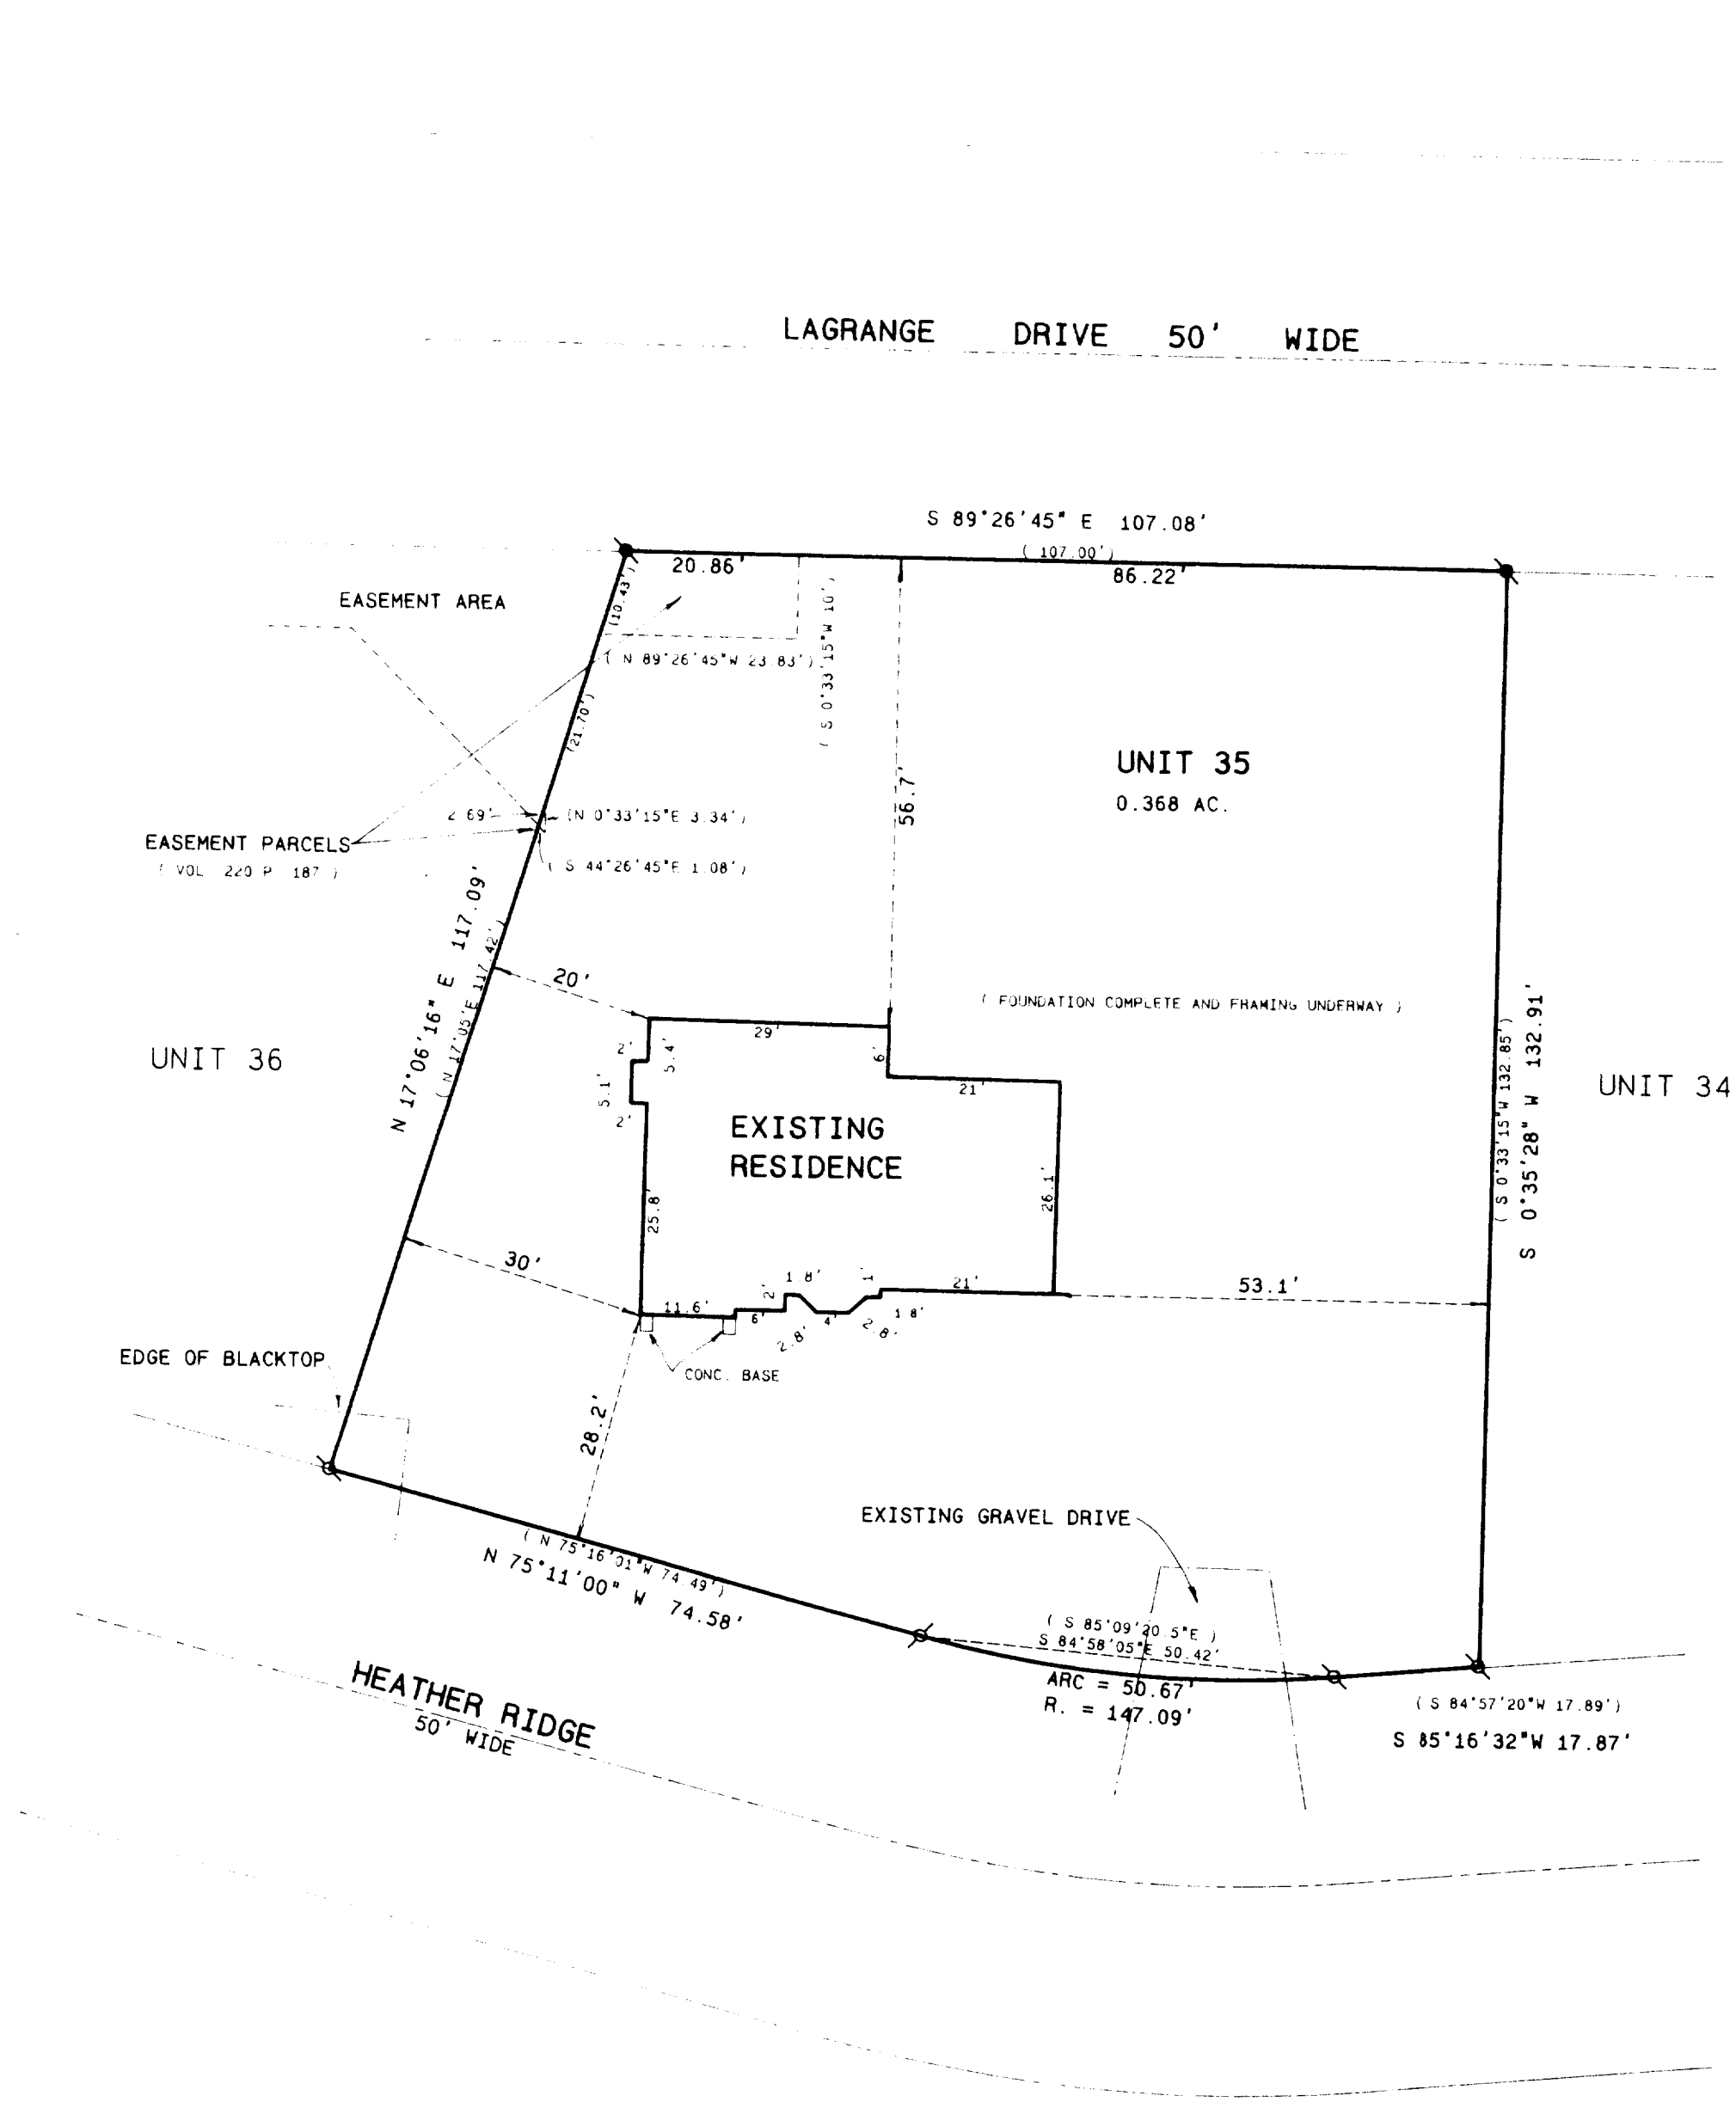 LAGRANGE DRIVE 50' WIDE
S 89°26'45" E 107.08'
( 107.00')
20.86'
86.22'
EASEMENT AREA
(10.43')
( S 0°33'15"W 10')
( N 89°26'45"W 23.83')
(21.70')
UNIT 35
0.368 AC.
56.7'
2.69'
(N 0°33'15"E 3.34')
EASEMENT PARCELS
( VOL 220 P 187 )
( S 44°26'45"E 1.08')
N 17°06'16" E 117.09'
( N 17°05'E 117.42')
20'
( FOUNDATION COMPLETE AND FRAMING UNDERWAY )
29'
2'
5.4'
6'
UNIT 36
5.1'
21'
2'
( S 0°33'15"W 132.85')
S 0°35'28" W 132.91'
UNIT 34
EXISTING
RESIDENCE
25.8'
26.1'
30'
1.8'
1'
21'
53.1'
2'
11.6'
6'
4'
1.8'
2.8'
2.8'
CONC. BASE
EDGE OF BLACKTOP
28.2'
EXISTING GRAVEL DRIVE
( N 75°16'01"W 74.49')
N 75°11'00" W 74.58'
( S 85°09'20.5"E )
S 84°58'05"E 50.42'
ARC = 50.67'
R. = 147.09'
( S 84°57'20"W 17.89')
S 85°16'32"W 17.87'
HEATHER RIDGE
50' WIDE